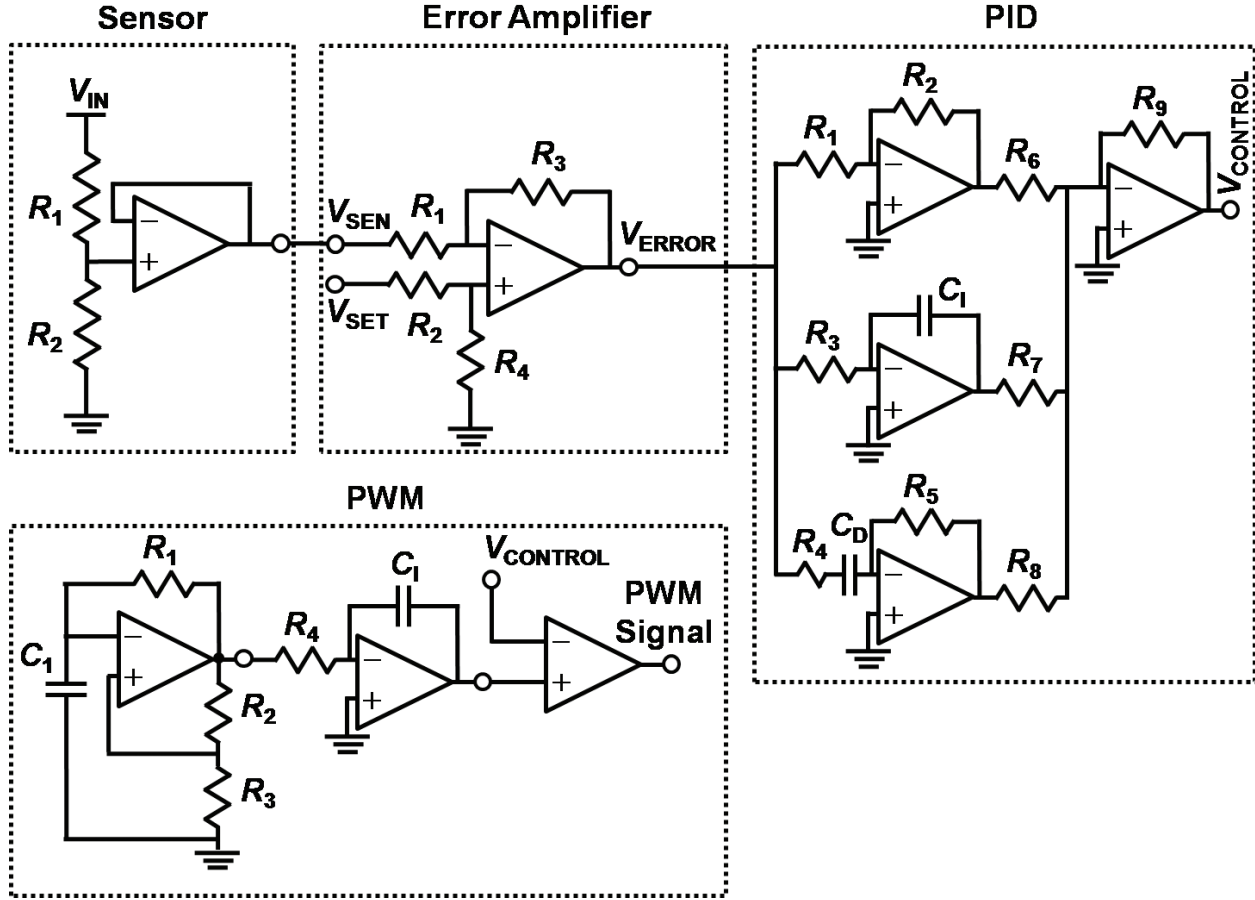 Sensor
Error Amplifier
PID
V_IN
R_1
R_2
−
+
V_SEN
V_SET
R_1
R_2
R_3
R_4
−
+
V_ERROR
R_1
R_2
−
+
R_6
R_9
−
+
V_CONTROL
R_3
C_I
−
+
R_7
R_4
C_D
R_5
−
+
R_8
PWM
R_1
C_1
−
+
R_2
R_3
R_4
C_I
−
+
V_CONTROL
−
+
PWM
Signal